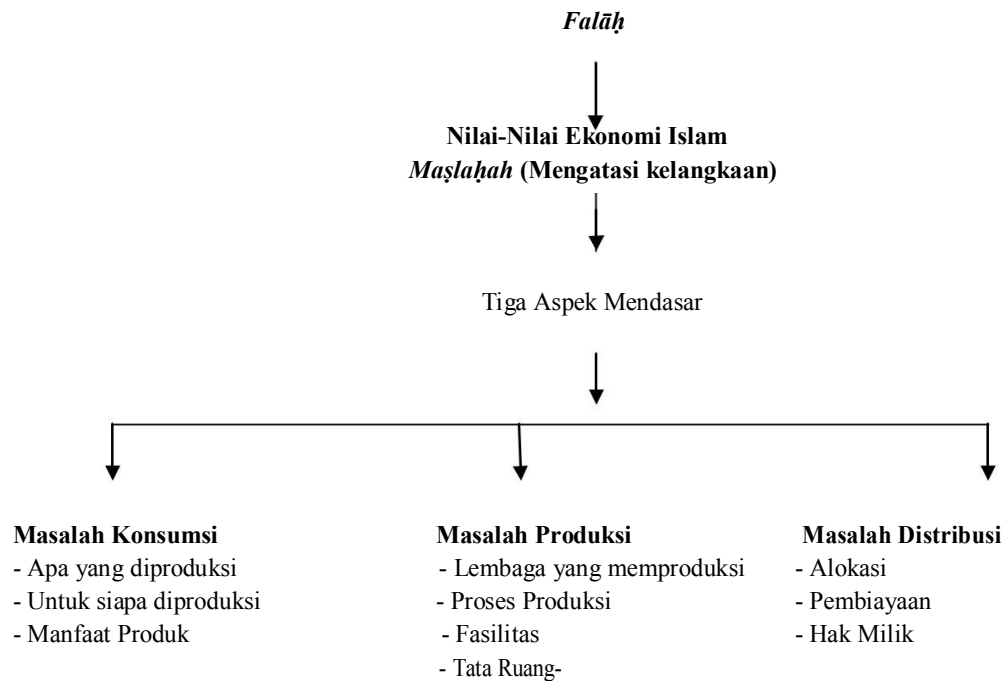 Falāḥ
Nilai-Nilai Ekonomi Islam
Maṣlaḥah (Mengatasi kelangkaan)
Tiga Aspek Mendasar
Masalah Konsumsi
- Apa yang diproduksi
- Untuk siapa diproduksi
- Manfaat Produk
Masalah Produksi
- Lembaga yang memproduksi
- Proses Produksi
- Fasilitas
- Tata Ruang-
Masalah Distribusi
- Alokasi
- Pembiayaan
- Hak Milik